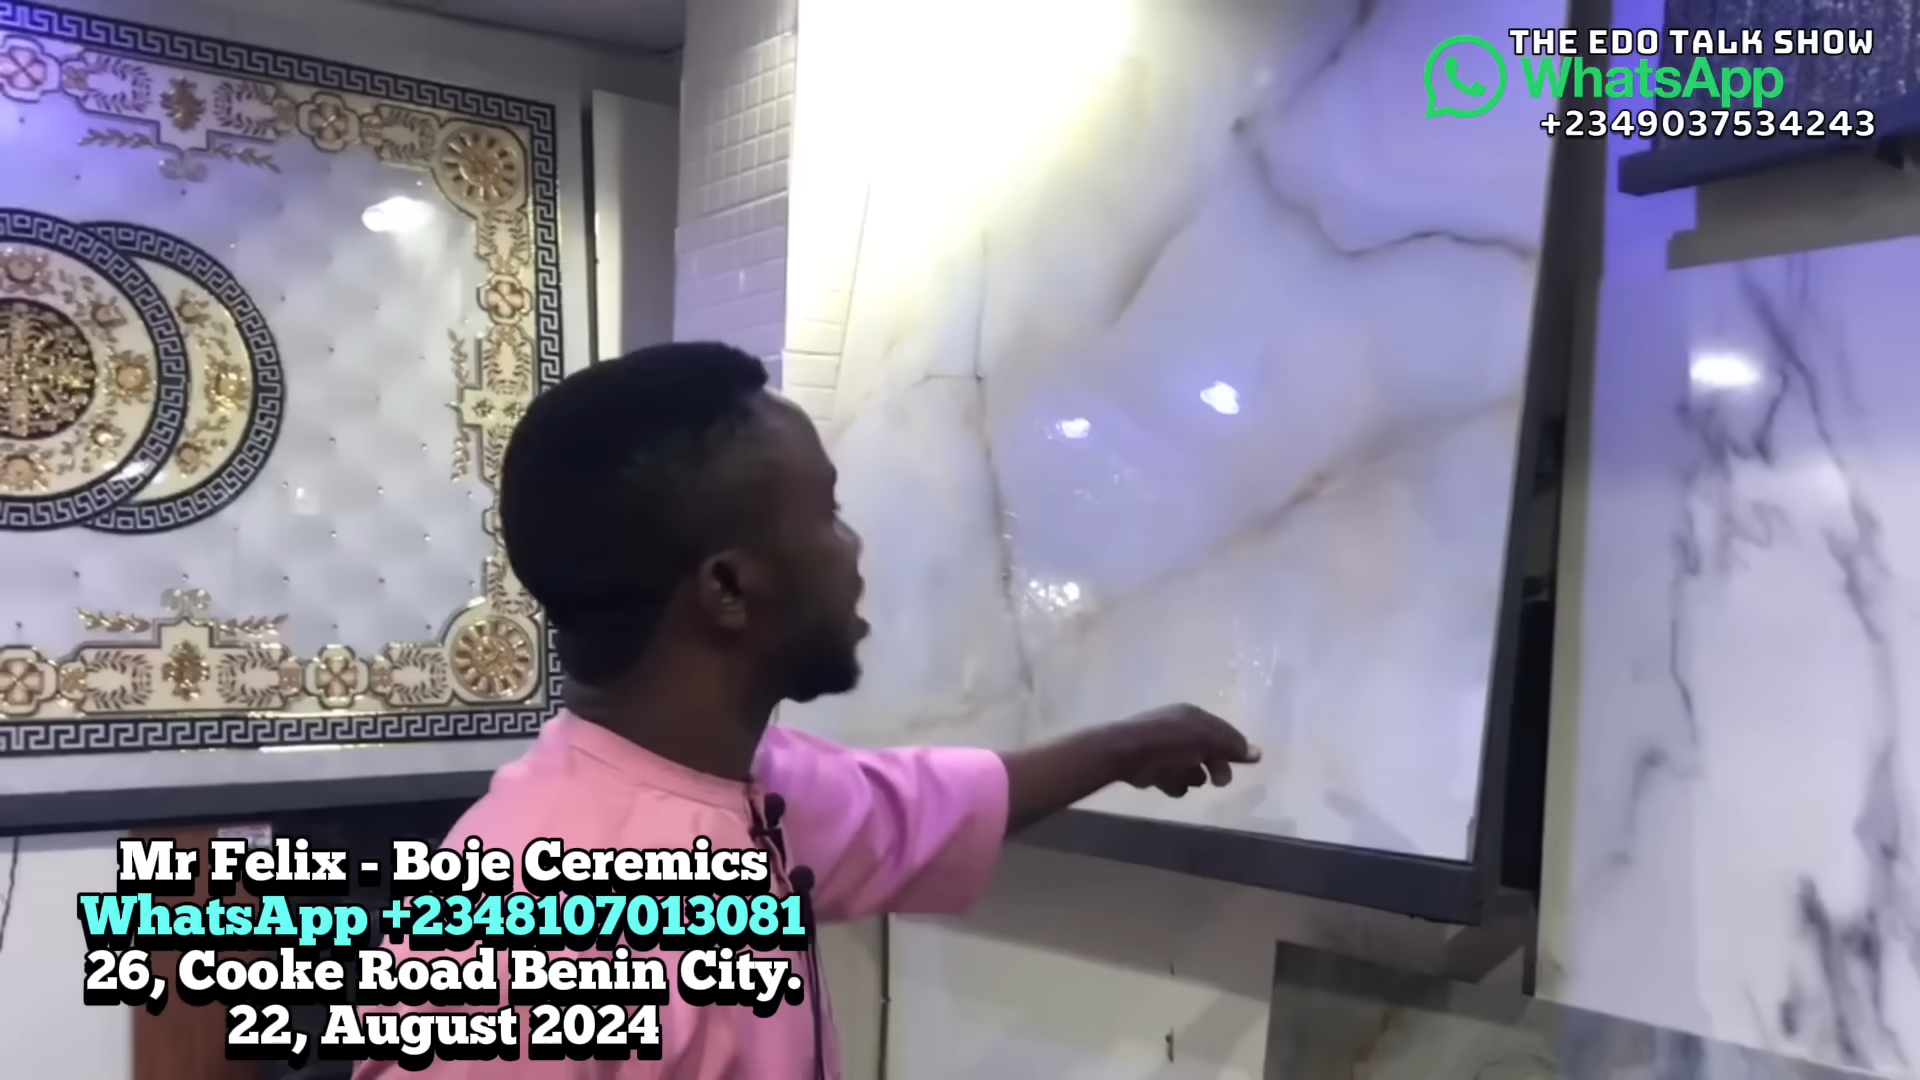 THE EDO TALK SHOW
WhatsApp
+2349037534243
Mr Felix - Boje Ceremics
WhatsApp +2348107013081
26, Cooke Road Benin City.
22, August 2024